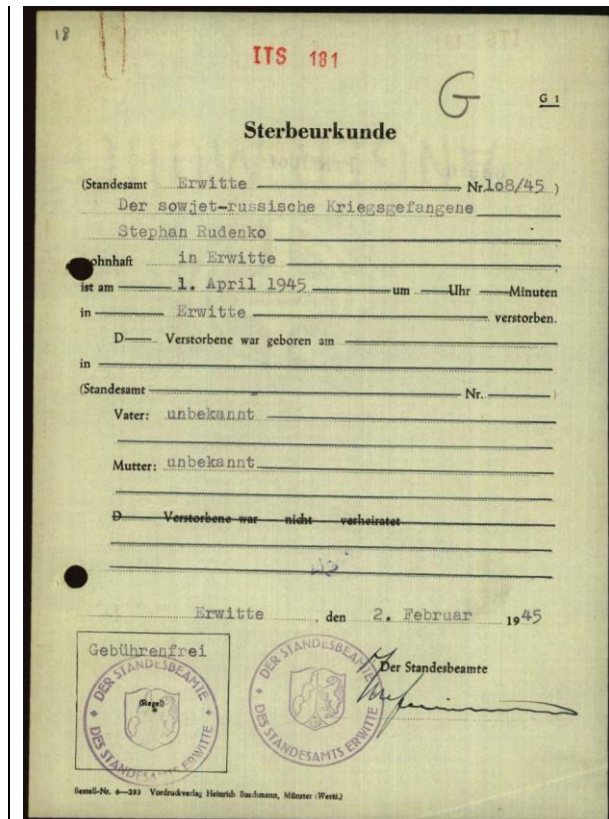 18
ITS 181
G
G 1
Sterbeurkunde
(Standesamt Erwitte Nr. 108/45 )
Der sowjet-russische Kriegsgefangene
Stephan Rudenko
ohnhaft in Erwitte
ist am 1. April 1945 um Uhr Minuten
in Erwitte verstorben.
D Verstorbene war geboren am
in
(Standesamt Nr. )
Vater: unbekannt
Mutter: unbekannt
D Verstorbene war nicht verheiratet
Erwitte , den 2. Februar 1945
Gebührenfrei
DER STANDESBEAMTE
DES STANDESAMTS ERWITTE
(Siegel)
DER STANDESBEAMTE
DES STANDESAMTS ERWITTE
Der Standesbeamte
Bestell-Nr. 6—233 Vordruckverlag Heinrich Buschmann, Münster (Westf.)